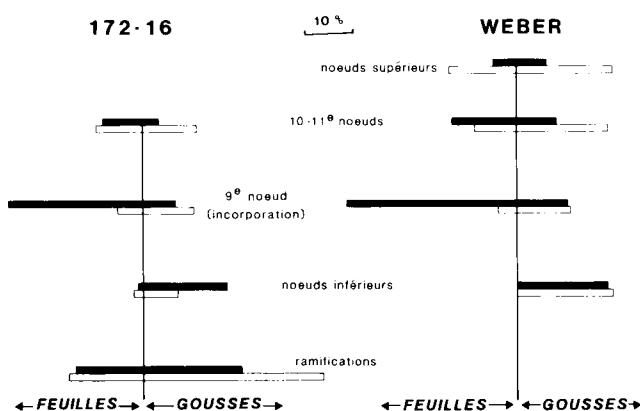 172-16
10 %
WEBER
noeuds supérieurs
10-11e noeuds
9e noeud
(incorporation)
noeuds inférieurs
ramifications
←FEUILLES→ ←GOUSSES→
←FEUILLES→ ←GOUSSES→